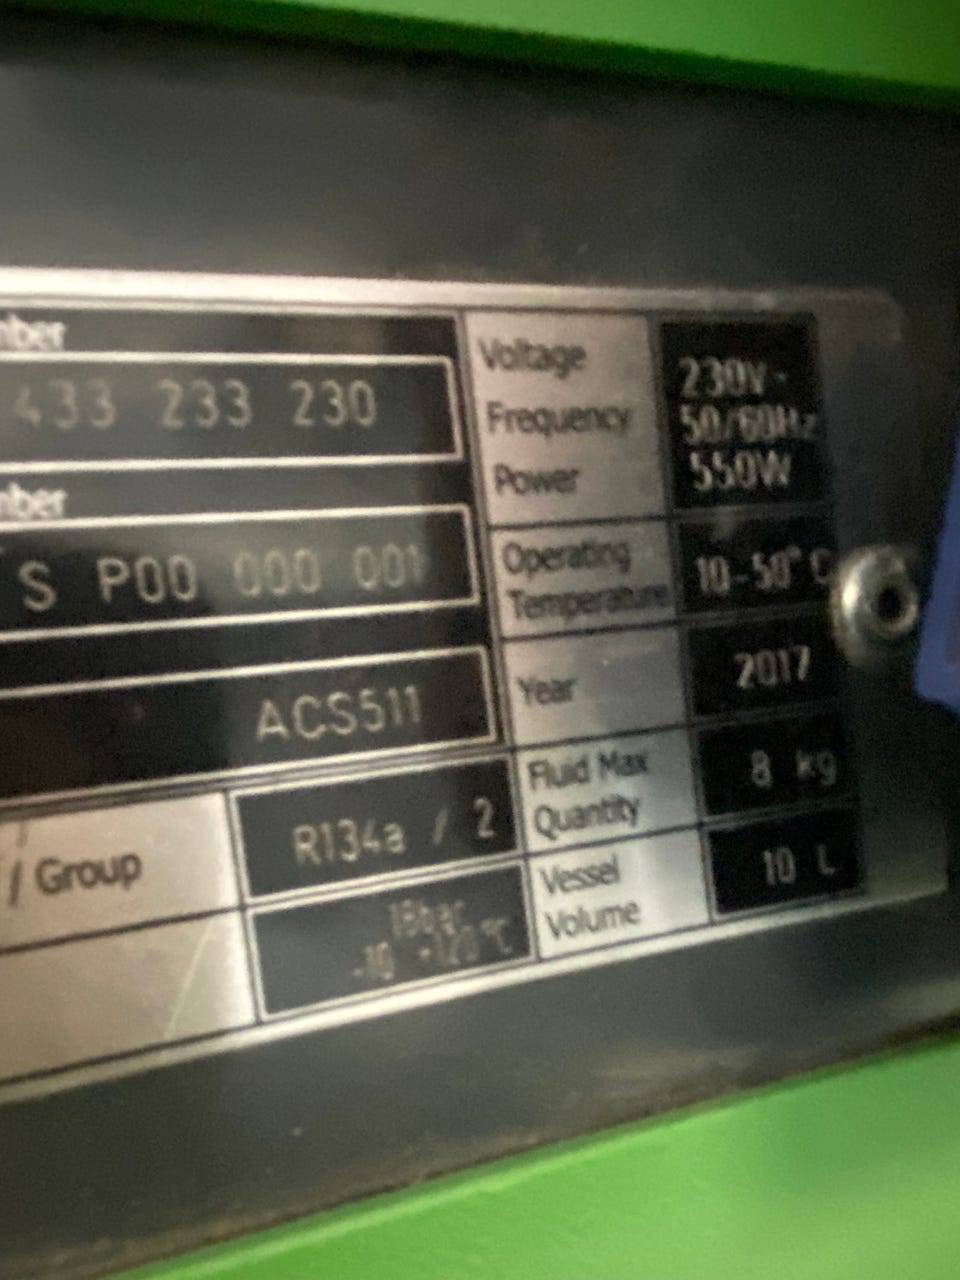 433 233 230
S P00 000 001
ACS511
/ Group
R134a / 2
18bar
-10 +120°C
Voltage
230V~
Frequency
50/60Hz
Power
550W
Operating
Temperature
10-50°C
Year
2017
Fluid Max
Quantity
8 kg
Vessel
Volume
10 L